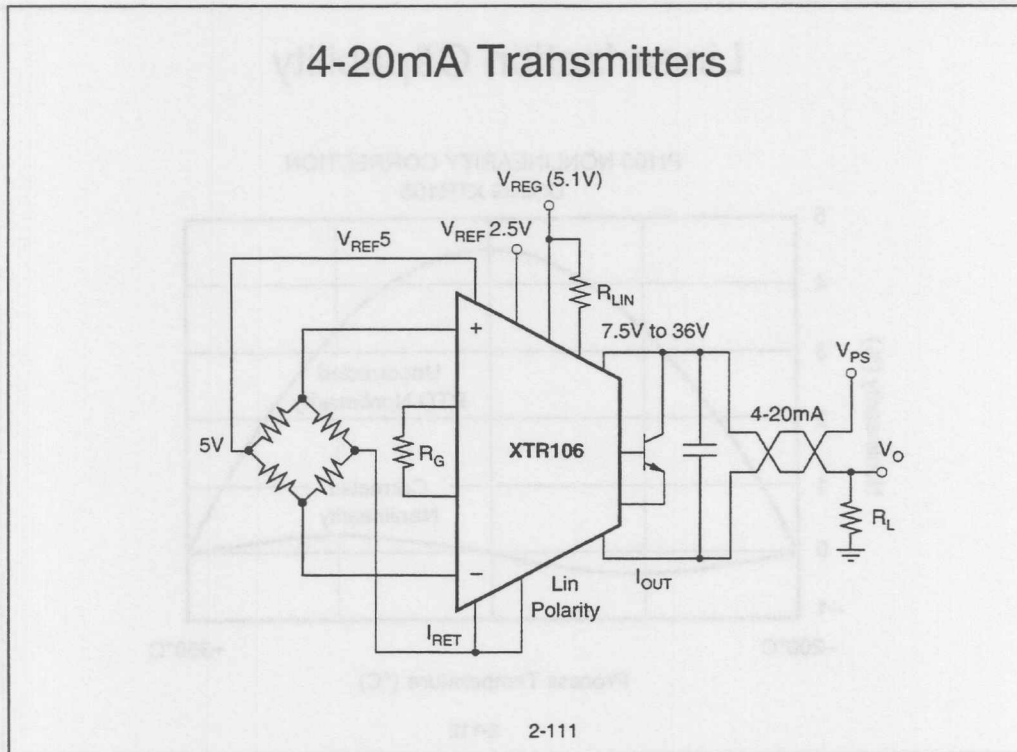 4-20mA Transmitters
V_REG (5.1V)
V_REF5
V_REF 2.5V
R_LIN
7.5V to 36V
V_PS
4-20mA
+
5V
R_G
XTR106
V_O
R_L
−
I_OUT
Lin
Polarity
I_RET
2-111